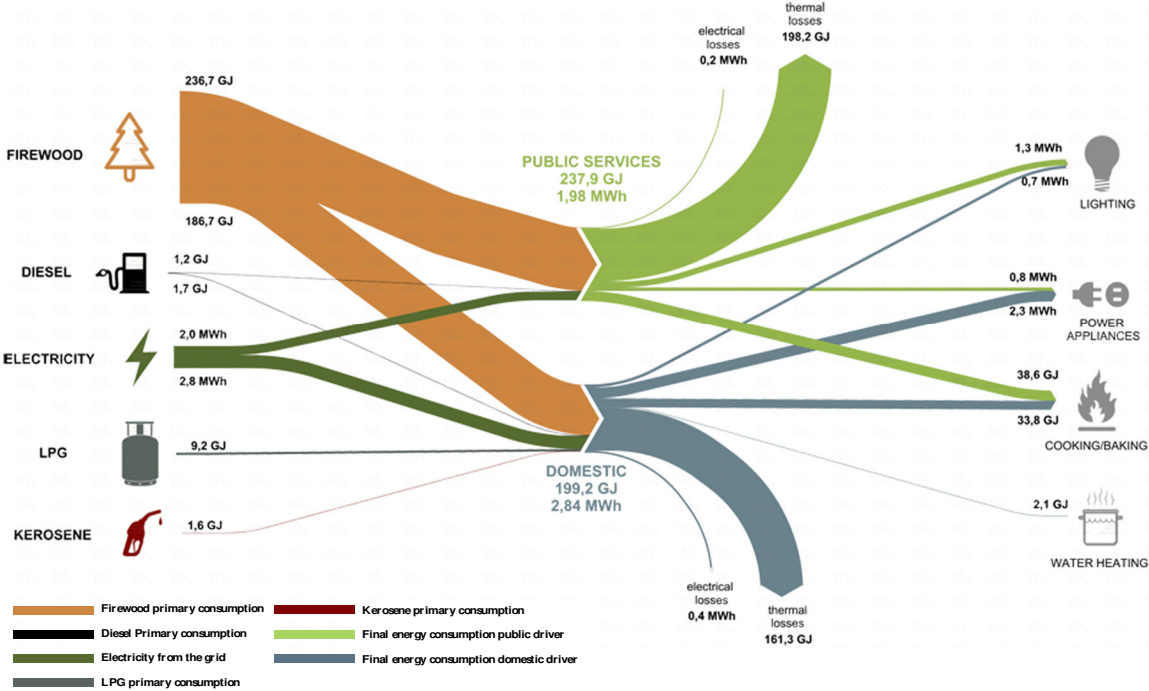 thermal
losses
198,2 GJ
electrical
losses
0,2 MWh
236,7 GJ
FIREWOOD
186,7 GJ
PUBLIC SERVICES
237,9 GJ
1,98 MWh
1,3 MWh
0,7 MWh
LIGHTING
DIESEL
1,2 GJ
1,7 GJ
0,8 MWh
2,3 MWh
POWER
APPLIANCES
ELECTRICITY
2,0 MWh
2,8 MWh
38,6 GJ
33,8 GJ
COOKING/BAKING
LPG
9,2 GJ
DOMESTIC
199,2 GJ
2,84 MWh
KEROSENE
1,6 GJ
2,1 GJ
WATER HEATING
electrical
losses
0,4 MWh
thermal
losses
161,3 GJ
Firewood primary consumption
Diesel Primary consumption
Electricity from the grid
LPG primary consumption
Kerosene primary consumption
Final energy consumption public driver
Final energy consumption domestic driver